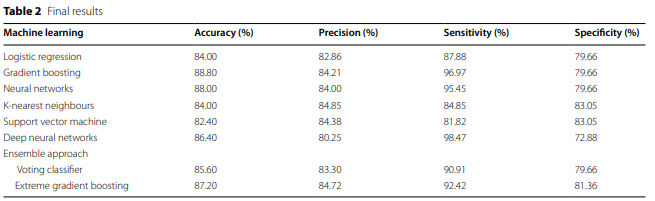 Table 2 Final results
Machine learning Accuracy (%) Precision (%) Sensitivity (%) Specificity (%)
Logistic regression 84.00 82.86 87.88 79.66
Gradient boosting 88.80 84.21 96.97 79.66
Neural networks 88.00 84.00 95.45 79.66
K-nearest neighbours 84.00 84.85 84.85 83.05
Support vector machine 82.40 84.38 81.82 83.05
Deep neural networks 86.40 80.25 98.47 72.88
Ensemble approach
Voting classifier 85.60 83.30 90.91 79.66
Extreme gradient boosting 87.20 84.72 92.42 81.36